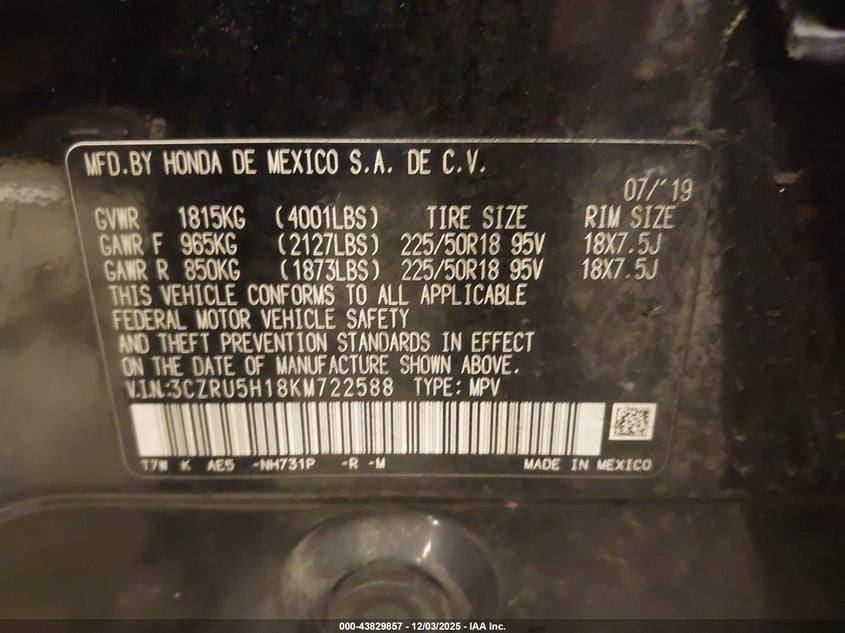 MFD.BY HONDA DE MEXICO S.A. DE C.V.
07/'19
GVWR 1815KG (4001LBS) TIRE SIZE RIM SIZE
GAWR F 965KG (2127LBS) 225/50R18 95V 18X7.5J
GAWR R 850KG (1873LBS) 225/50R18 95V 18X7.5J
THIS VEHICLE CONFORMS TO ALL APPLICABLE
FEDERAL MOTOR VEHICLE SAFETY
AND THEFT PREVENTION STANDARDS IN EFFECT
ON THE DATE OF MANUFACTURE SHOWN ABOVE.
V.I.N:3CZRU5H18KM722588 TYPE: MPV
T7W K AE5 -NH731P -R -M MADE IN MEXICO
000-43829857 - 12/03/2025 - IAA Inc.